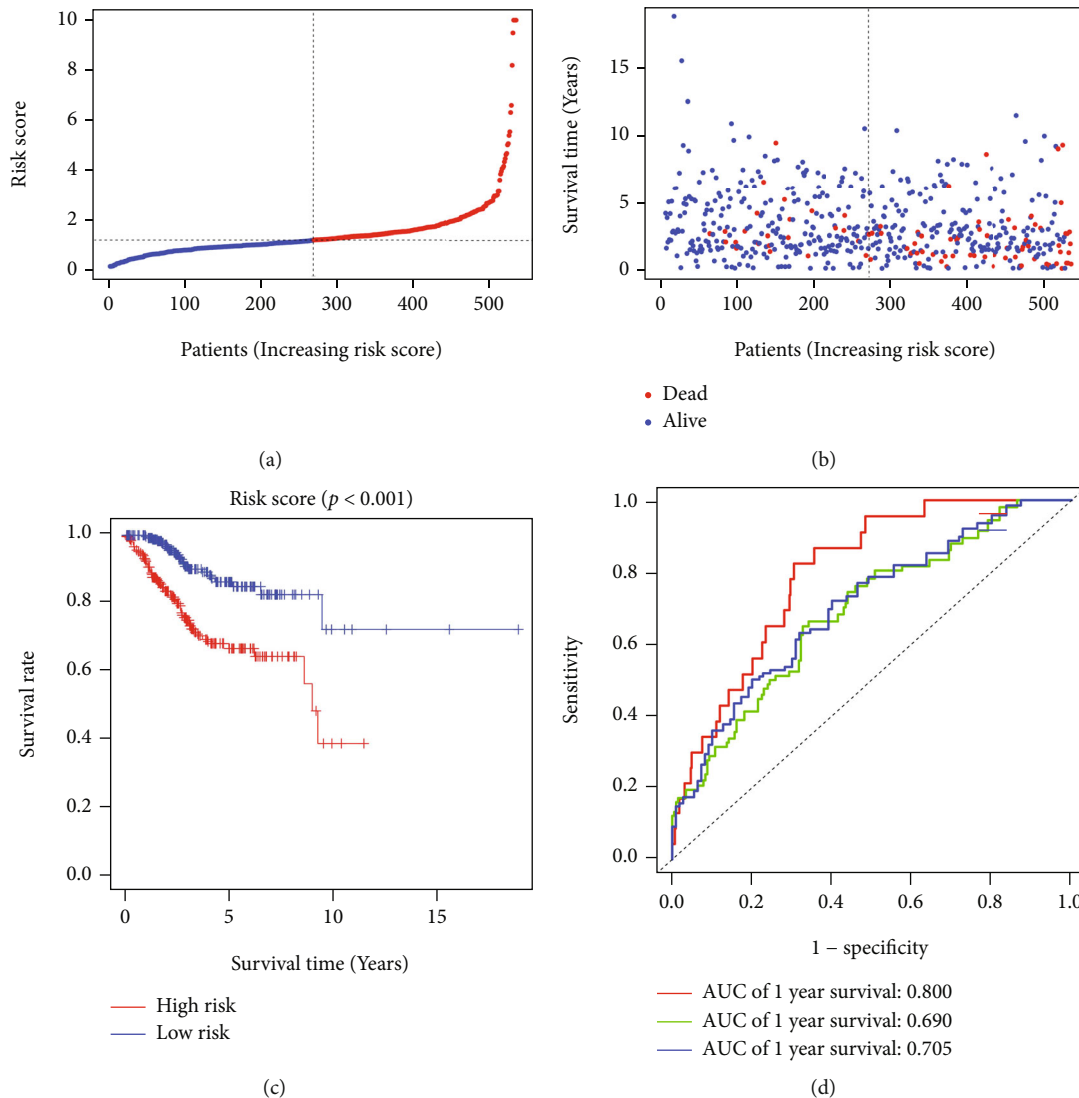 10
8
6
4
2
0
Risk score
0 100 200 300 400 500
Patients (Increasing risk score)
(a)
15
10
5
0
Survival time (Years)
0 100 200 300 400 500
Patients (Increasing risk score)
Dead
Alive
(b)
Risk score (p < 0.001)
1.0
0.8
0.6
0.4
0.2
0.0
Survival rate
0 5 10 15
Survival time (Years)
High risk
Low risk
(c)
1.0
0.8
0.6
0.4
0.2
0.0
Sensitivity
0.0 0.2 0.4 0.6 0.8 1.0
1 − specificity
AUC of 1 year survival: 0.800
AUC of 1 year survival: 0.690
AUC of 1 year survival: 0.705
(d)